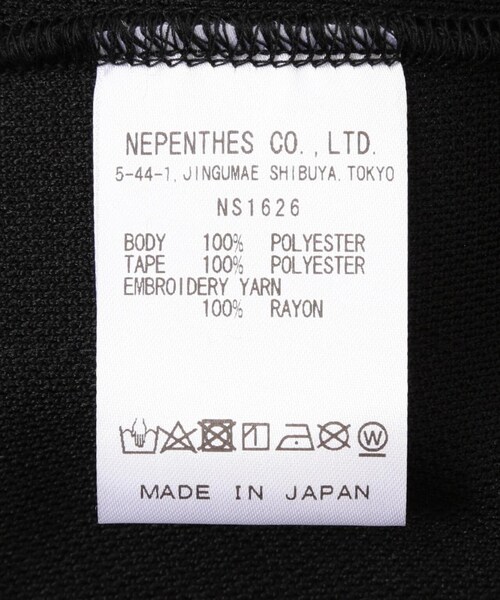 NEPENTHES CO., LTD.
5-44-1, JINGUMAE SHIBUYA. TOKYO
NS1626
BODY 100% POLYESTER
TAPE 100% POLYESTER
EMBROIDERY YARN
100% RAYON
W
MADE IN JAPAN